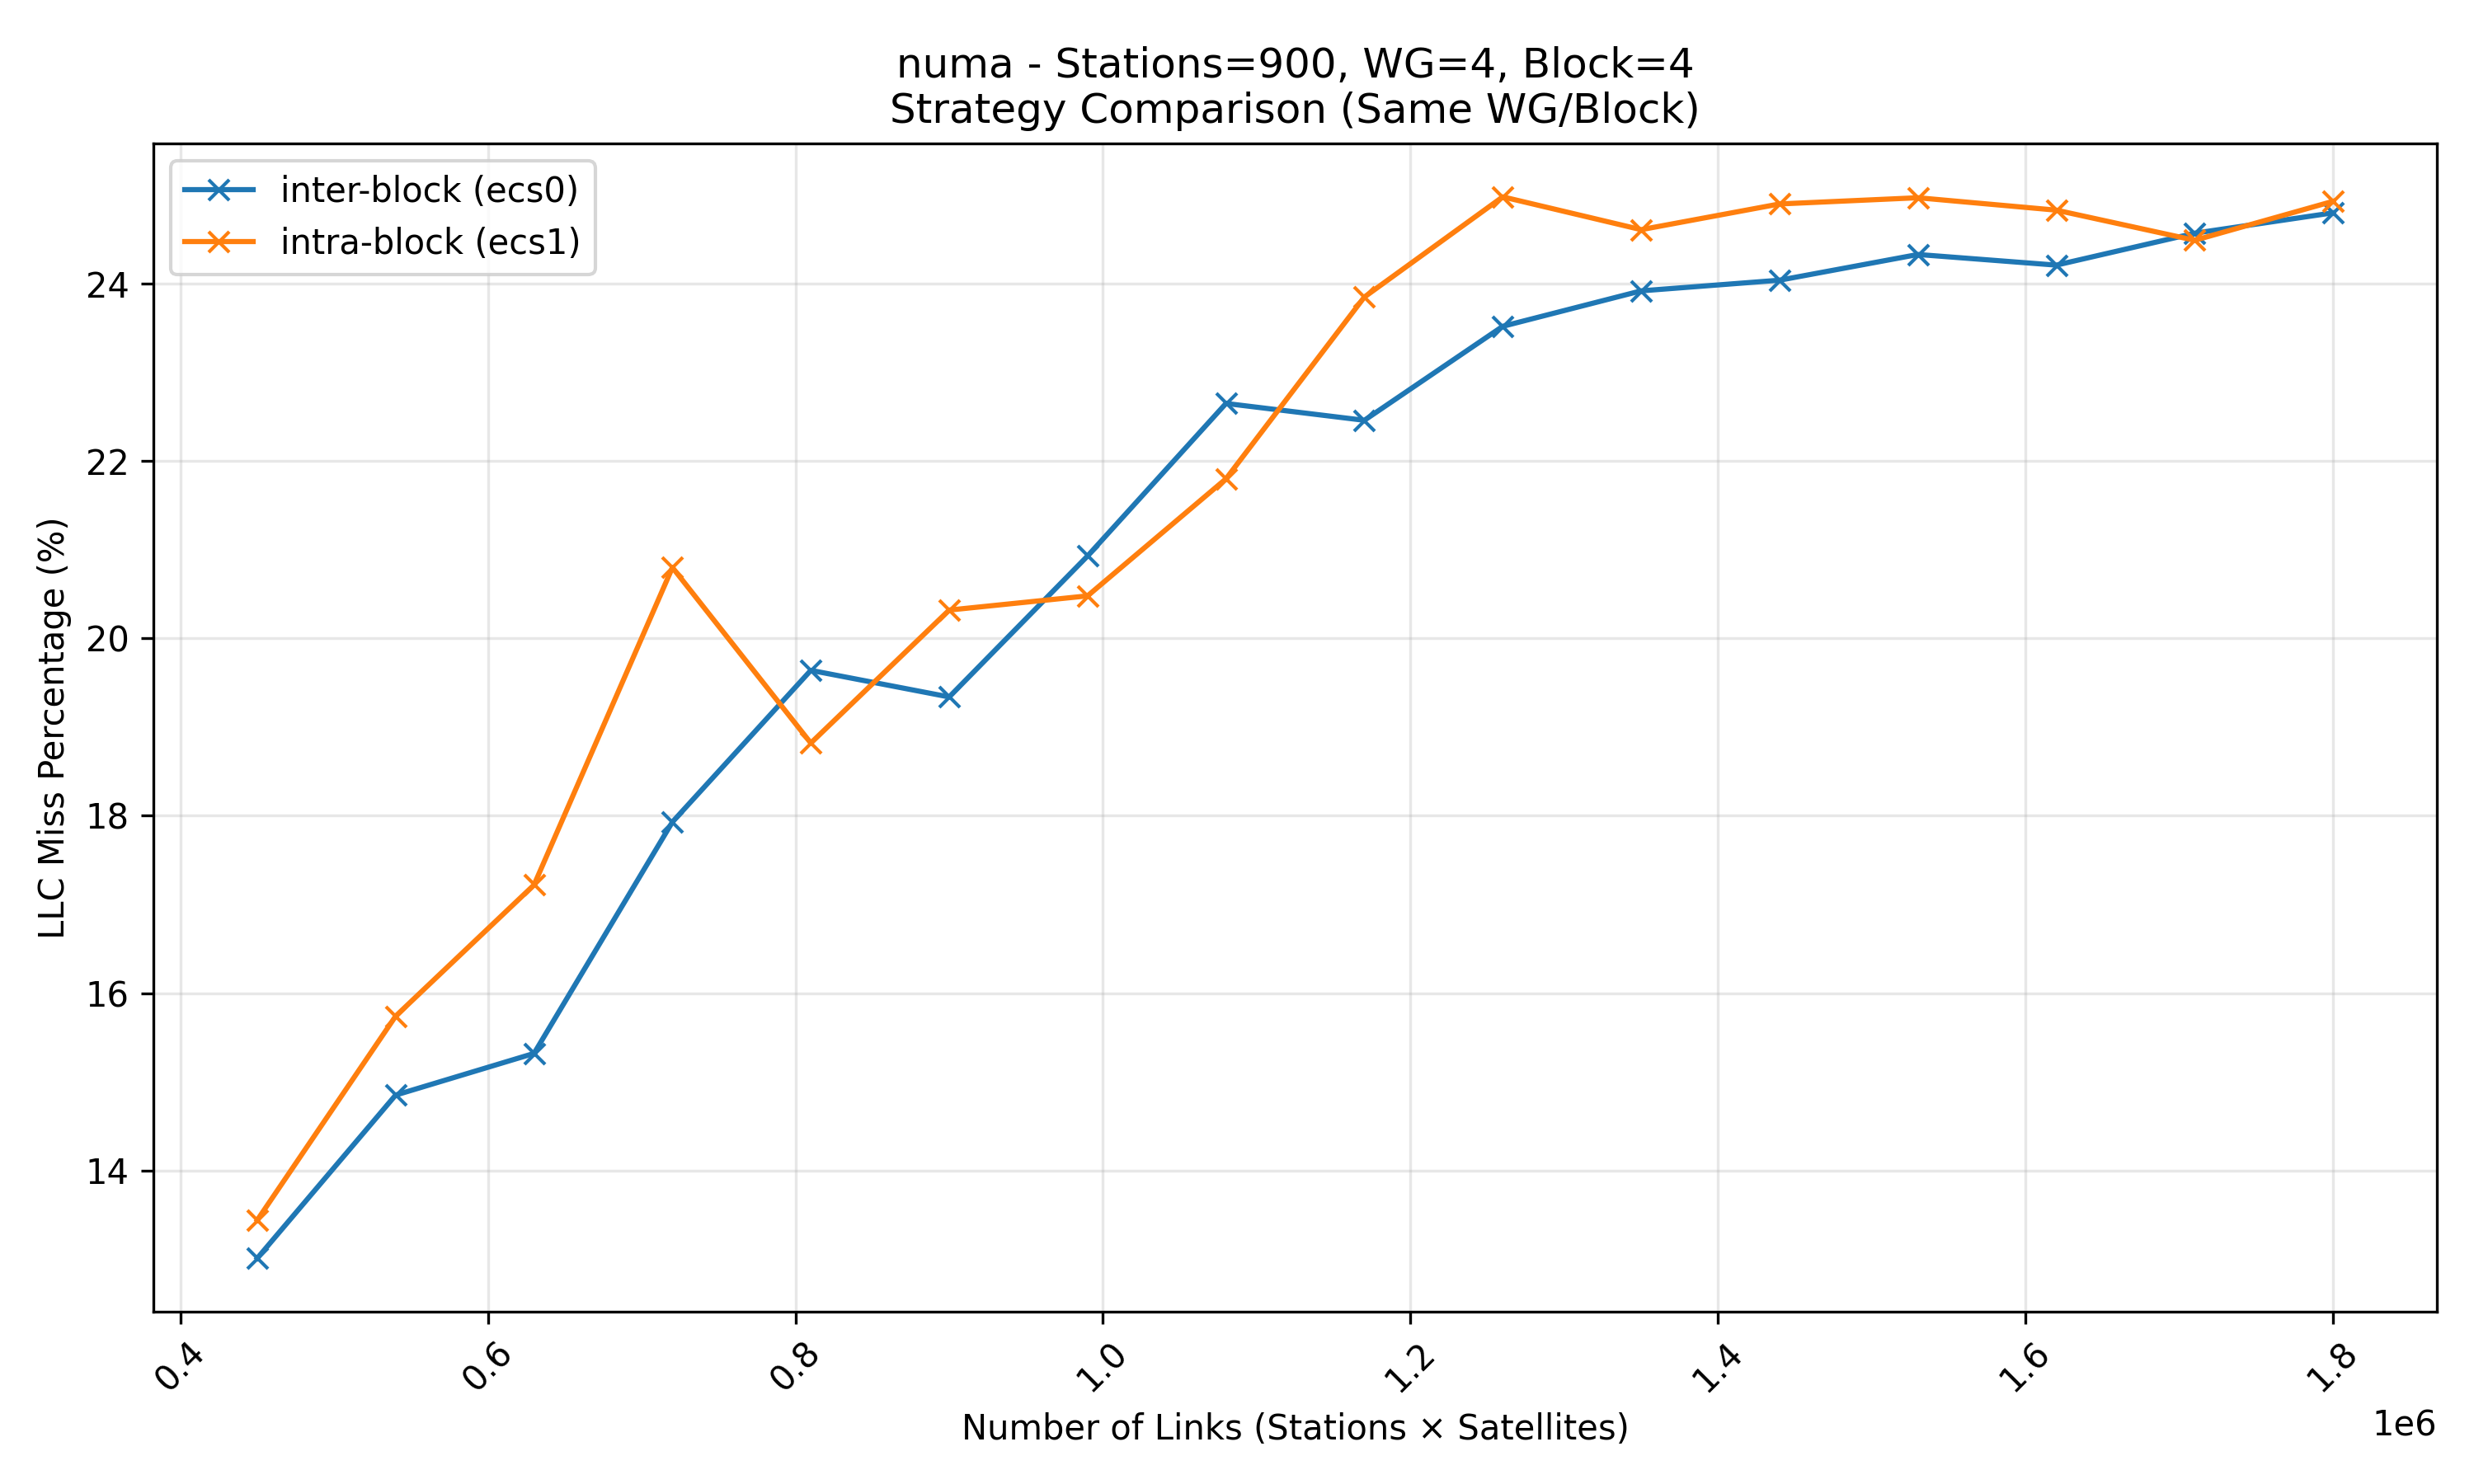 numa - Stations=900, WG=4, Block=4
Strategy Comparison (Same WG/Block)
inter-block (ecs0)
intra-block (ecs1)
LLC Miss Percentage (%)
24
22
20
18
16
14
0.4
0.6
0.8
1.0
1.2
1.4
1.6
1.8
1e6
Number of Links (Stations × Satellites)